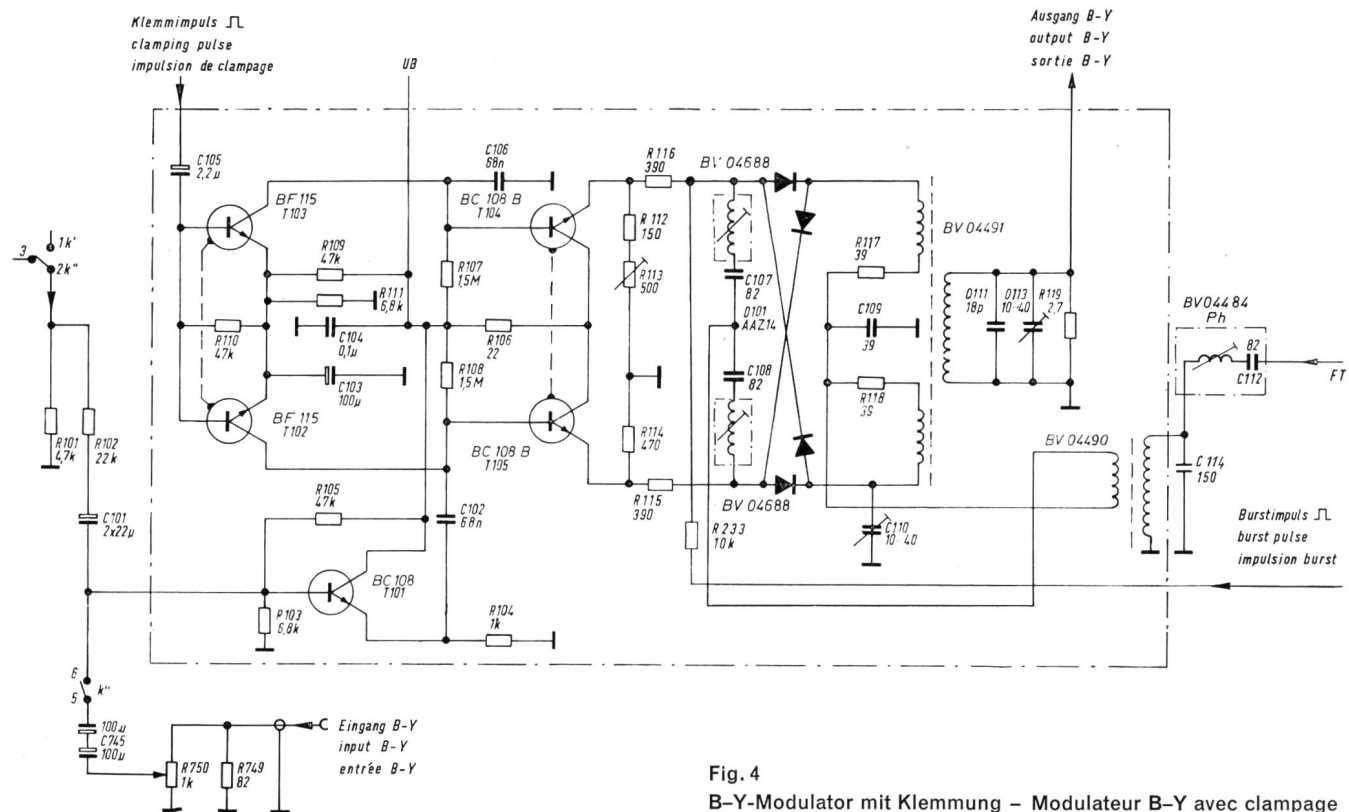 Klemmimpuls
clamping pulse
impulsion de clampage
UB
Ausgang B-Y
output B-Y
sortie B-Y
C105
2,2µ
BF 115
T103
C106
68n
BC 108 B
T104
R116
390
BV 04688
R112
150
R113
500
R117
39
BV 04491
1k'
3
2k"
R109
47k
R111
6,8k
R107
1,5M
C107
82
D101
AAZ14
C109
39
D111
18p
D113
10-40
R119
2,7
BV 04484
Ph
82
C112
FT
R110
47k
C104
0,1µ
R106
22
R108
1,5M
C103
100µ
C108
82
R118
39
BF 115
T102
BC 108 B
T105
R114
470
R101
4,7k
R102
22k
R115
390
BV 04688
BV 04490
C114
150
R105
47k
C102
68n
C101
2x22µ
R233
10k
C110
10-40
Burstimpuls
burst pulse
impulsion burst
BC 108
T101
R103
6,8k
R104
1k
6
5
k"
100µ
C745
100µ
R750
1k
R749
82
Eingang B-Y
input B-Y
entrée B-Y
Fig. 4
B–Y-Modulator mit Klemmung – Modulateur B–Y avec clampage